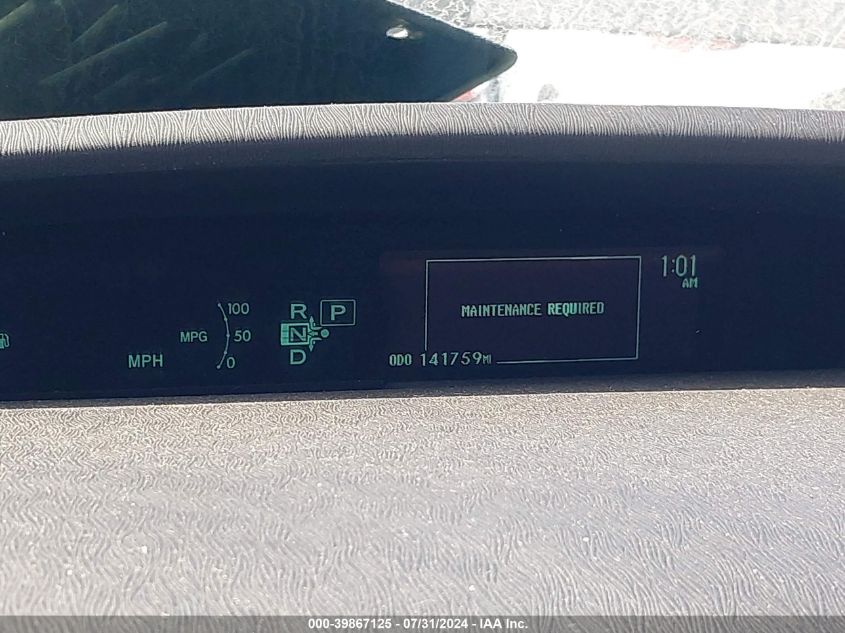 1:01
AM
MAINTENANCE REQUIRED
100
R P
MPG 50 N
MPH 0 D
ODO 141759MI
000-39867125 - 07/31/2024 - IAA Inc.